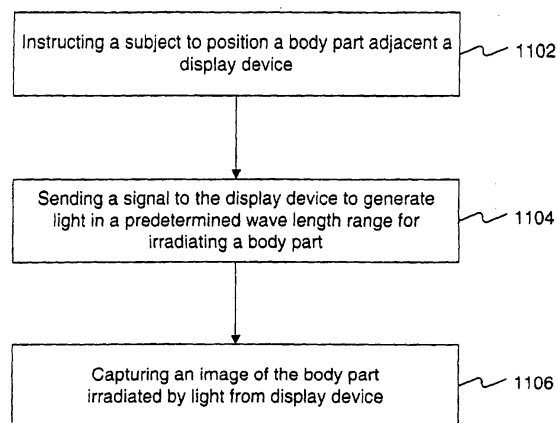 Instructing a subject to position a body part adjacent a
display device
1102
Sending a signal to the display device to generate
light in a predetermined wave length range for
irradiating a body part
1104
Capturing an image of the body part
irradiated by light from display device
1106